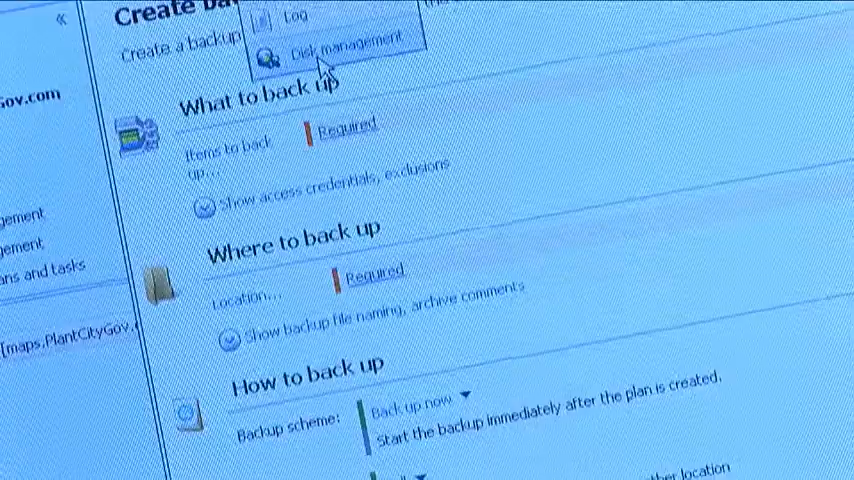 «
Create
Log
Create a backup
Disk management
ov.com
What to back up
Items to back up...
Required
Show access credentials, exclusions
gement
gement
ans and tasks
Where to back up
Location...
Required
Show backup file naming, archive comments
[maps.PlantCityGov.
How to back up
Backup scheme:
Back up now
Start the backup immediately after the plan is created.
location